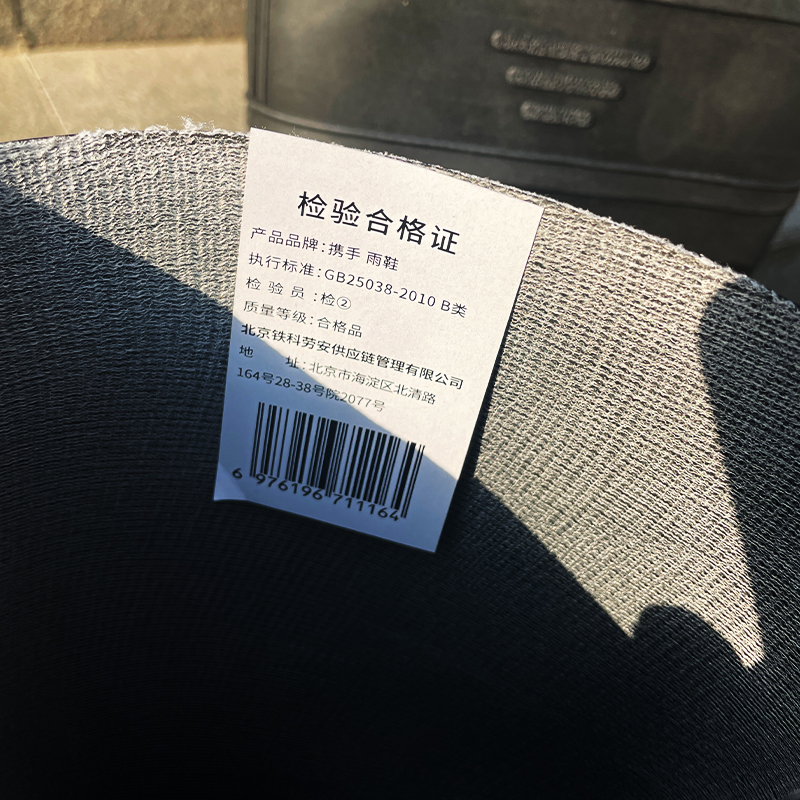 检验合格证
产品品牌:携手 雨鞋
执行标准:GB25038-2010 B类
检 验 员 :检②
质量等级:合格品
北京铁科劳安供应链管理有限公司
地 址:北京市海淀区北清路
164号28-38号院2077号
6 976196 711164